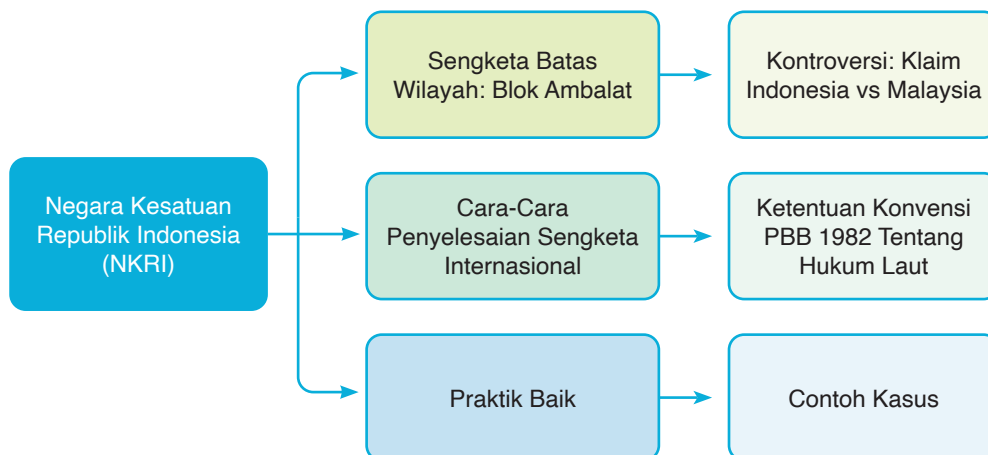 Negara Kesatuan
Republik Indonesia
(NKRI)
Sengketa Batas
Wilayah: Blok Ambalat
Kontroversi: Klaim
Indonesia vs Malaysia
Cara-Cara
Penyelesaian Sengketa
Internasional
Ketentuan Konvensi
PBB 1982 Tentang
Hukum Laut
Praktik Baik
Contoh Kasus